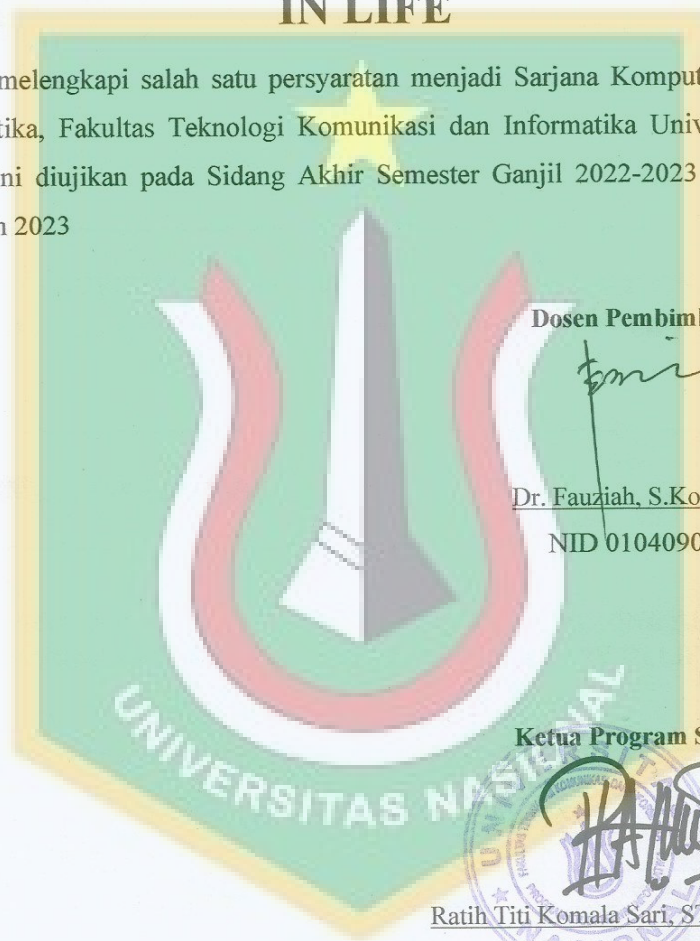 IN LIFE
melengkapi salah satu persyaratan menjadi Sarjana Komput
tika, Fakultas Teknologi Komunikasi dan Informatika Univ
ni diujikan pada Sidang Akhir Semester Ganjil 2022-2023
n 2023
Dosen Pembimb
Dr. Fauziah, S.Ko
NID 0104090
UNIVERSITAS NASIONAL
Ketua Program S
Ratih Titi Komala Sari, ST